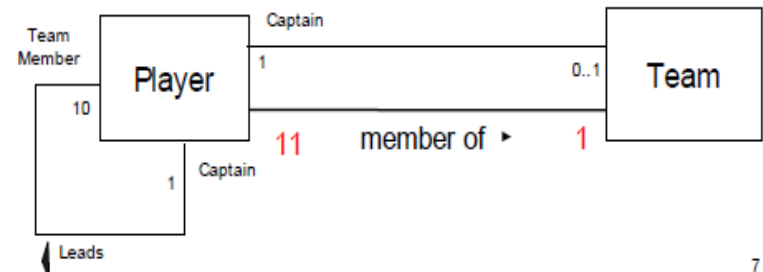 Captain
Team
Member
Player
1
0..1
Team
10
11
member of ►
1
1
Captain
Leads
7